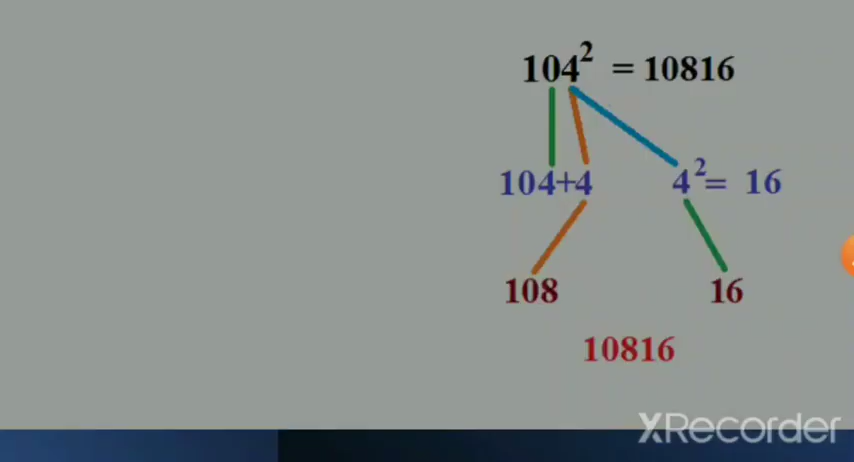 104² = 10816
104+4 4²= 16
108 16
10816
XRecorder